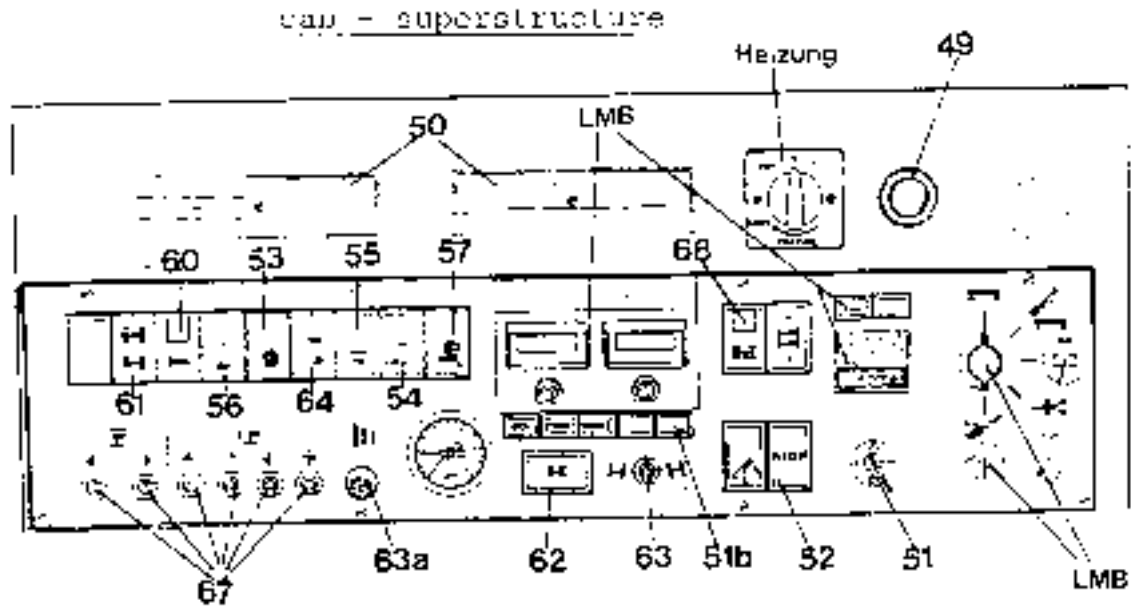 cab - superstructure
Heizung 49
LMB
50
60 53 55 57 68
61 56 64 54
STOP
67 63a 62 63 51b 52 51 LMB